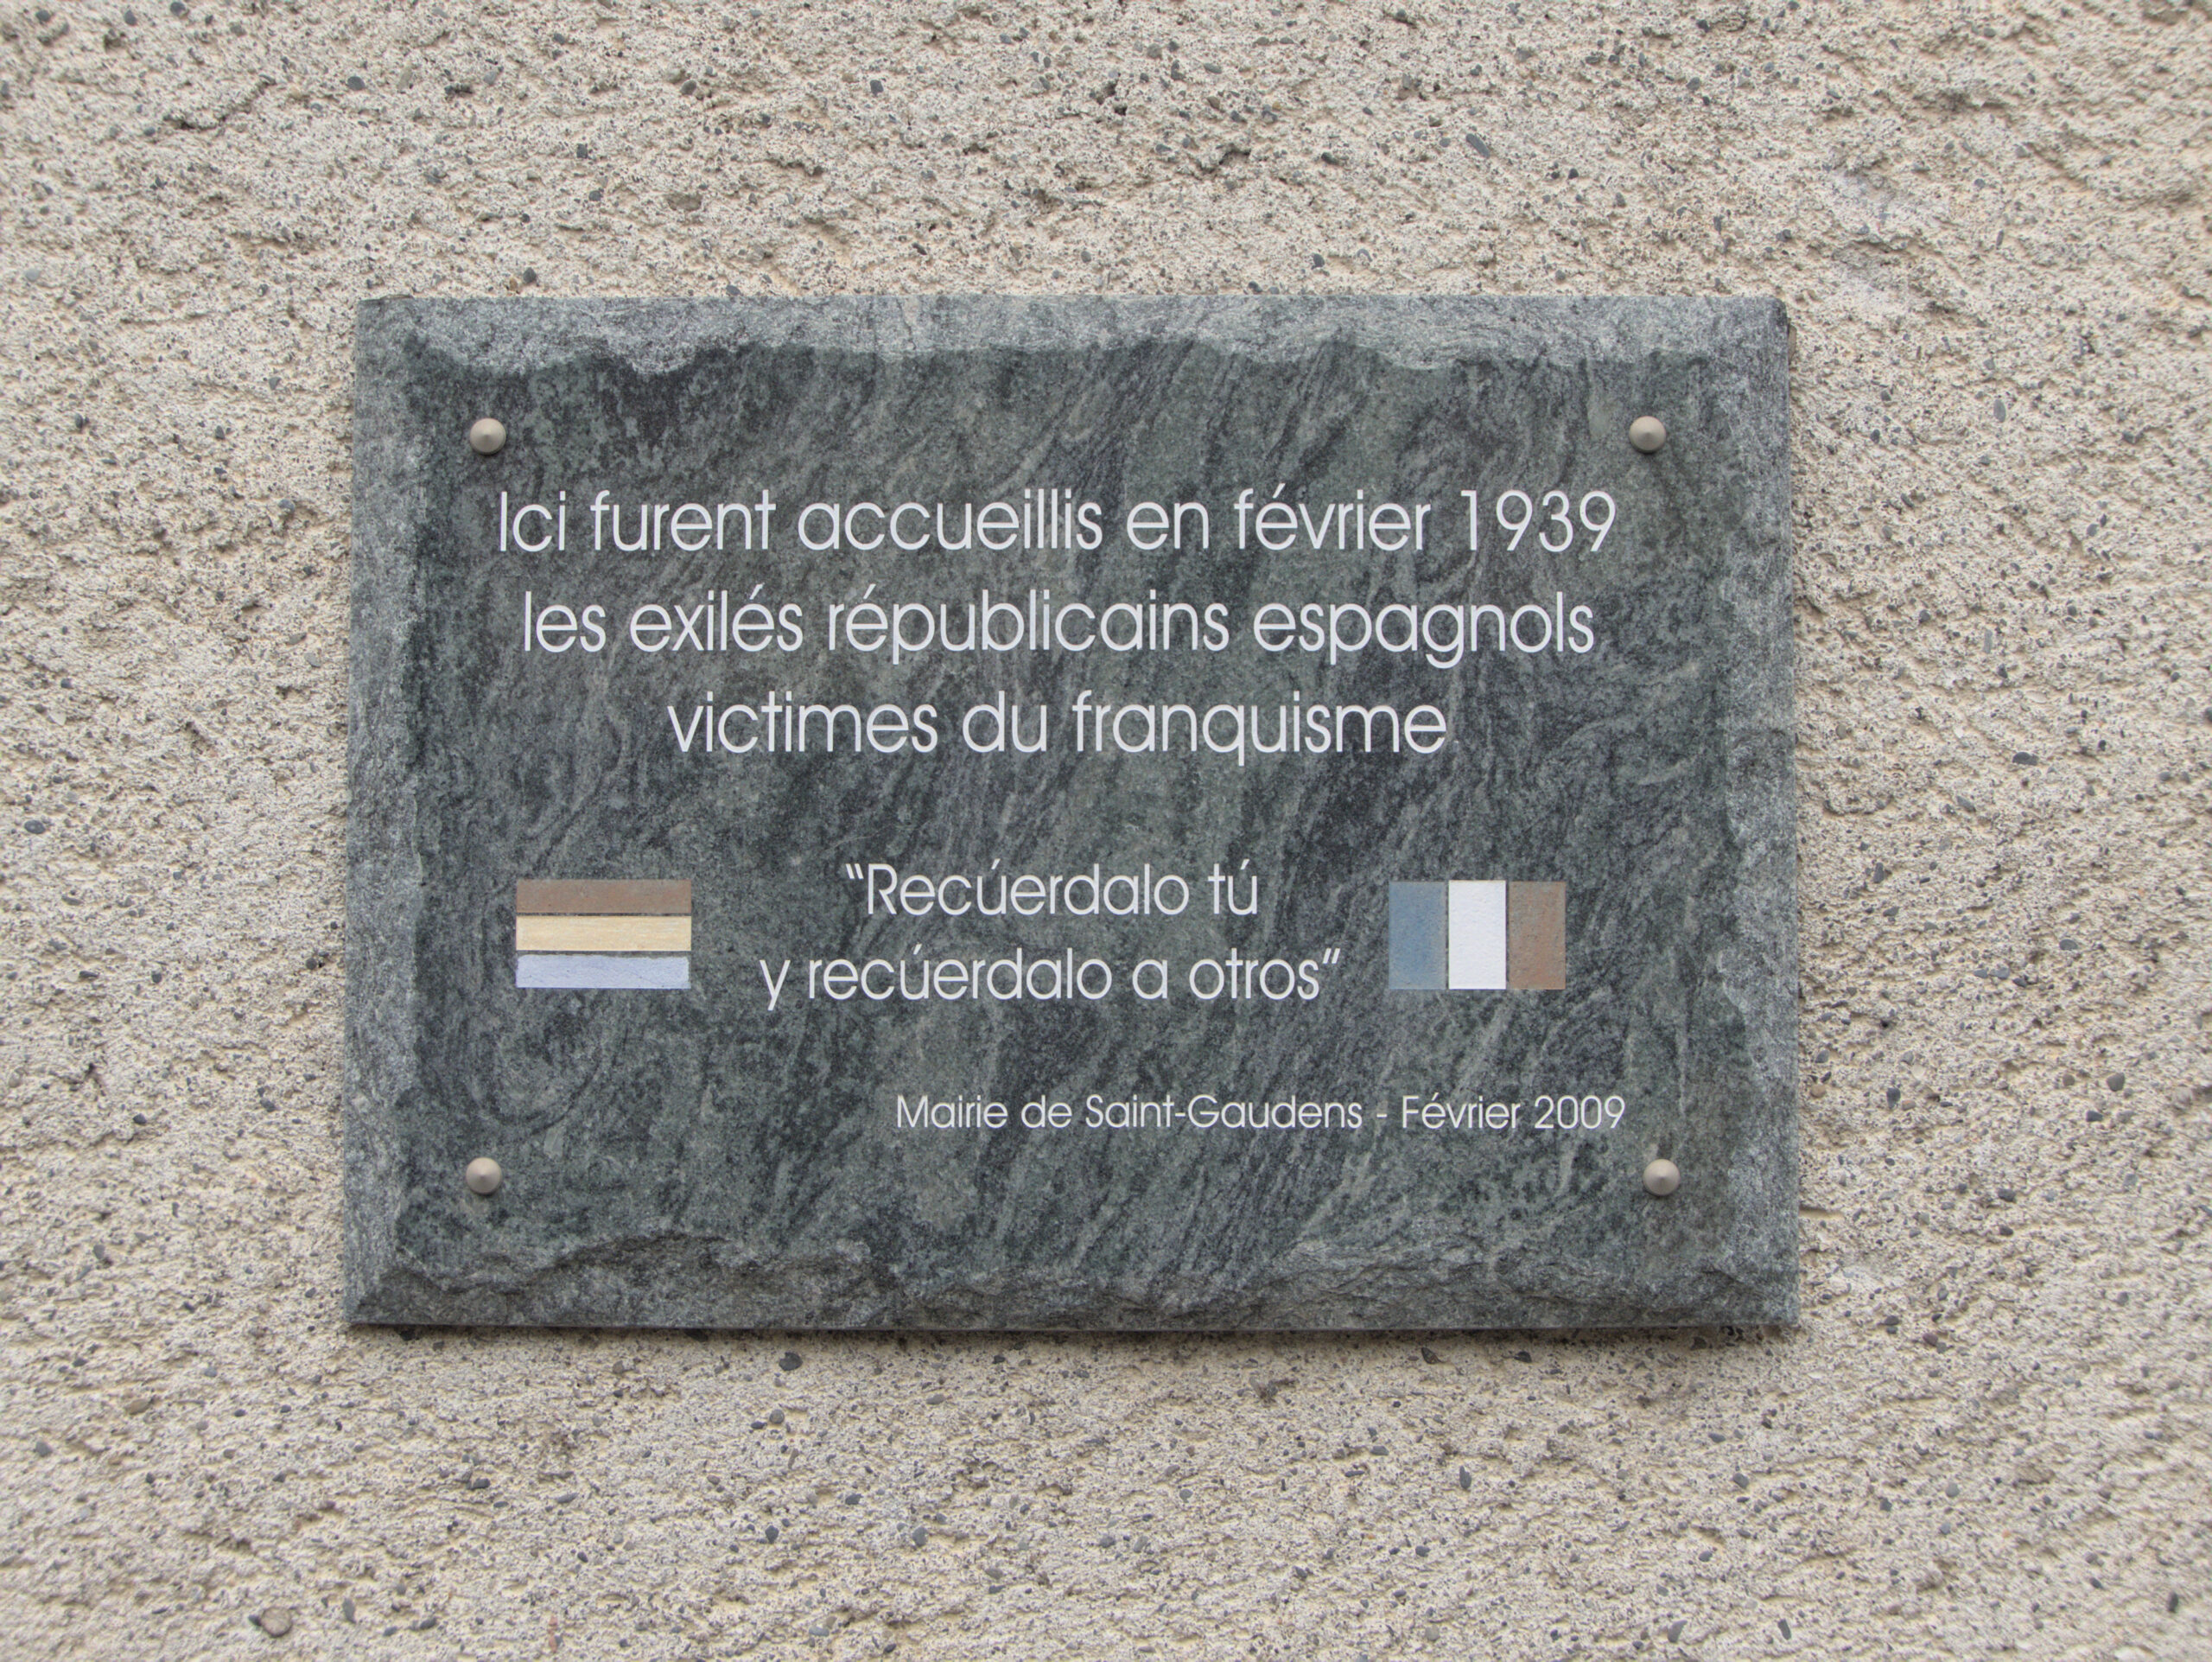 Ici furent accueillis en février 1939
les exilés républicains espagnols
victimes du franquisme
“Recúerdalo tú
y recúerdalo a otros“
Mairie de Saint-Gaudens - Février 2009